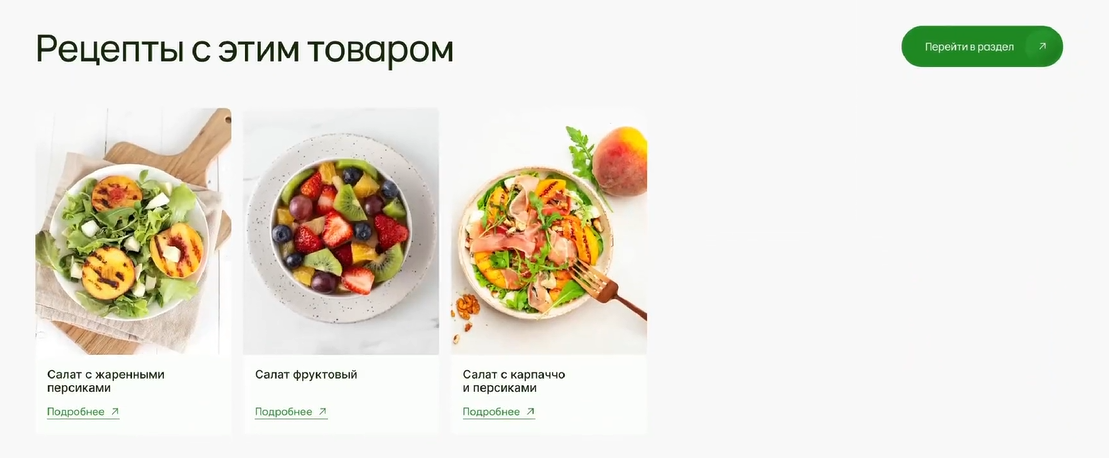 Рецепты с этим товаром
Перейти в раздел
Салат с жаренными
персиками
Подробнее
Салат фруктовый
Подробнее
Салат с карпаччо
и персиками
Подробнее